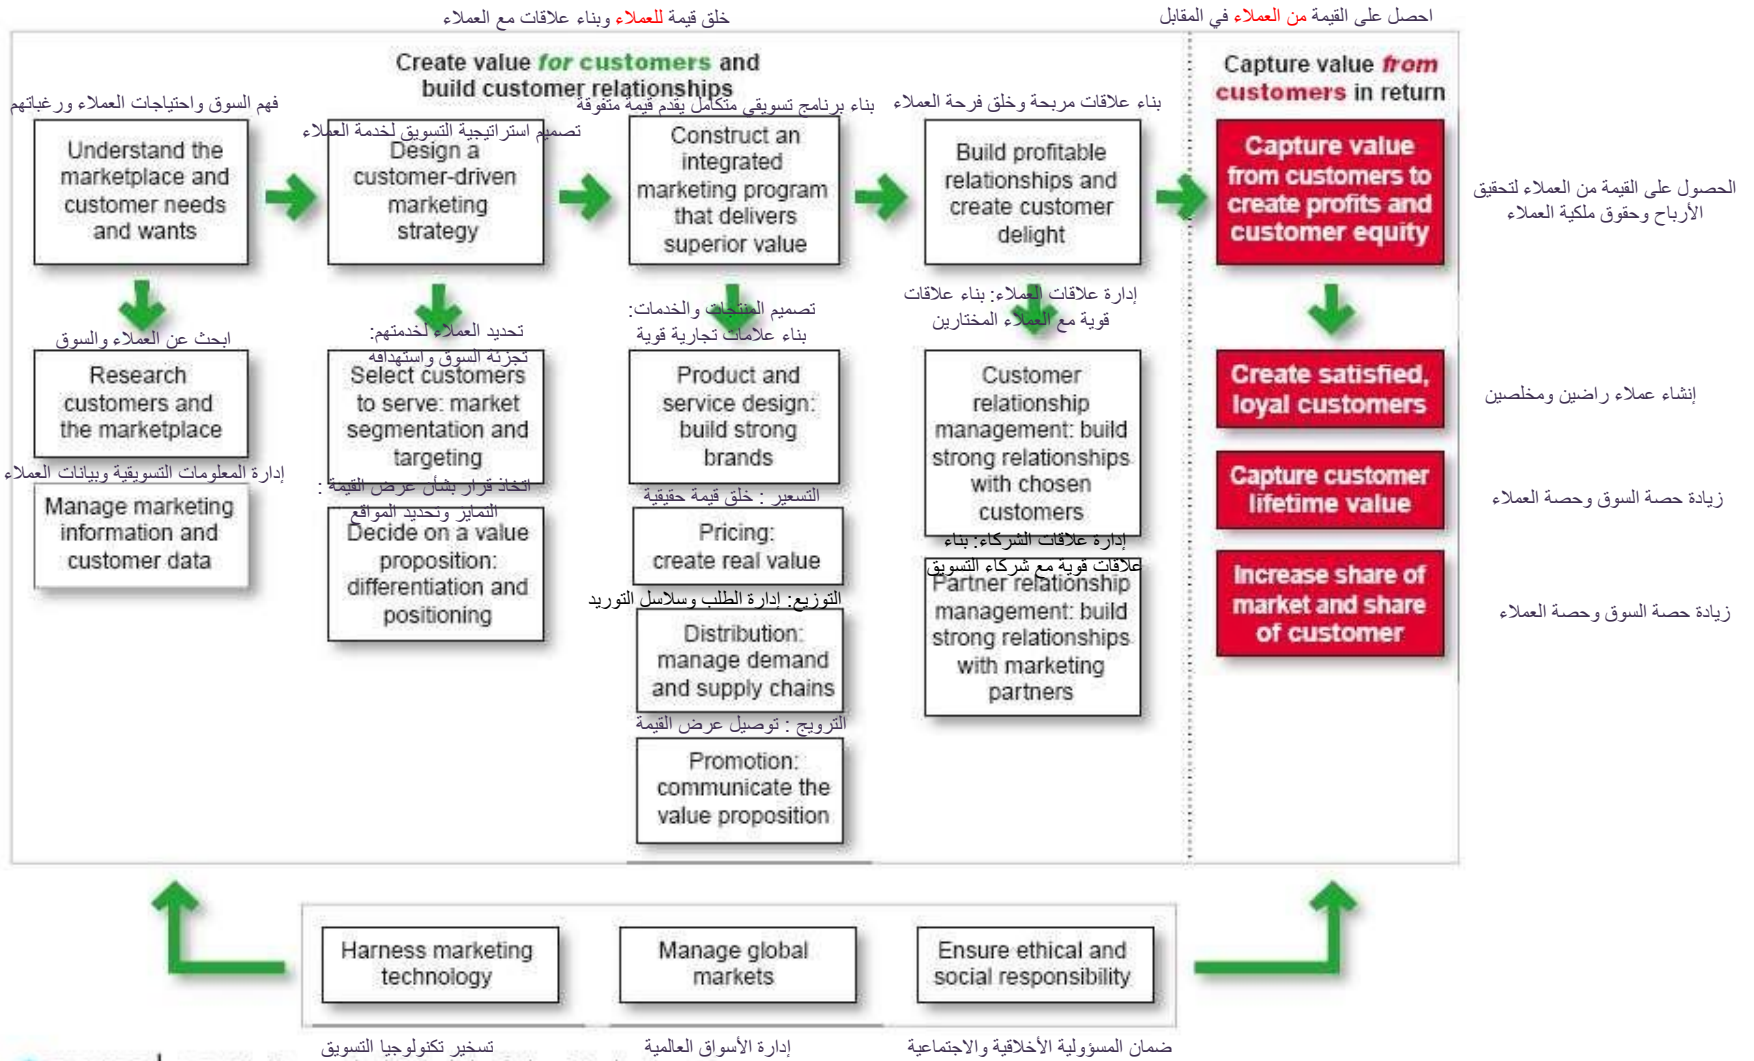 خلق قيمة للعملاء وبناء علاقات مع العملاء
احصل على القيمة من العملاء في المقابل
Create value for customers and
build customer relationships
Capture value from
customers in return
فهم السوق واحتياجات العملاء ورغباتهم
Understand the
marketplace and
customer needs
and wants
تصميم استراتيجية التسويق لخدمة العملاء
Design a
customer-driven
marketing
strategy
بناء برنامج تسويقي متكامل يقدم قيمة متفوقة
Construct an
integrated
marketing program
that delivers
superior value
بناء علاقات مربحة وخلق فرحة العملاء
Build profitable
relationships and
create customer
delight
Capture value
from customers to
create profits and
customer equity
الحصول على القيمة من العملاء لتحقيق
الأرباح وحقوق ملكية العملاء
ابحث عن العملاء والسوق
Research
customers and
the marketplace
إدارة المعلومات التسويقية وبيانات العملاء
Manage marketing
information and
customer data
تحديد العملاء لخدمتهم:
تجزئة السوق واستهدافه
Select customers
to serve: market
segmentation and
targeting
اتخاذ قرار بشأن عرض القيمة :
التمايز وتحديد المواقع
Decide on a value
proposition:
differentiation and
positioning
تصميم المنتجات والخدمات:
بناء علامات تجارية قوية
Product and
service design:
build strong
brands
التسعير : خلق قيمة حقيقية
Pricing:
create real value
التوزيع: إدارة الطلب وسلاسل التوريد
Distribution:
manage demand
and supply chains
الترويج : توصيل عرض القيمة
Promotion:
communicate the
value proposition
إدارة علاقات العملاء: بناء علاقات
قوية مع العملاء المختارين
Customer
relationship
management: build
strong relationships
with chosen
customers
إدارة علاقات الشركاء: بناء
علاقات قوية مع شركاء التسويق
Partner relationship
management: build
strong relationships
with marketing
partners
Create satisfied,
loyal customers
إنشاء عملاء راضين ومخلصين
Capture customer
lifetime value
زيادة حصة السوق وحصة العملاء
Increase share of
market and share
of customer
زيادة حصة السوق وحصة العملاء
Harness marketing
technology
Manage global
markets
Ensure ethical and
social responsibility
تسخير تكنولوجيا التسويق
إدارة الأسواق العالمية
ضمان المسؤولية الأخلاقية والاجتماعية